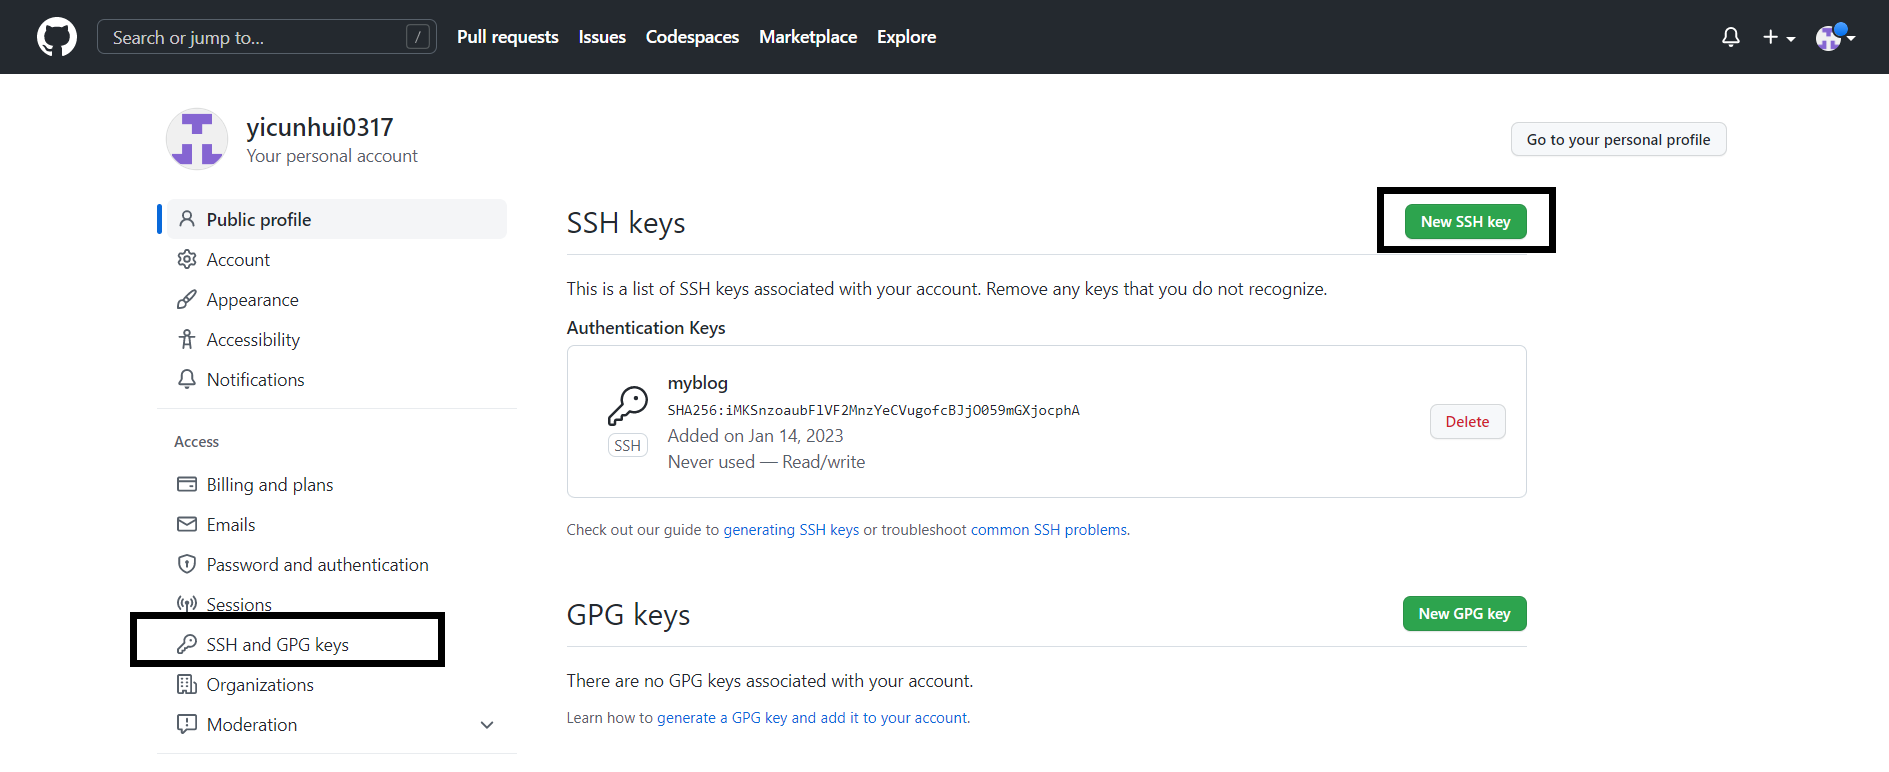 Search or jump to... /
Pull requests Issues Codespaces Marketplace Explore
yicunhui0317
Your personal account
Go to your personal profile
Public profile
Account
Appearance
Accessibility
Notifications
Access
Billing and plans
Emails
Password and authentication
Sessions
SSH and GPG keys
Organizations
Moderation
SSH keys
New SSH key
This is a list of SSH keys associated with your account. Remove any keys that you do not recognize.
Authentication Keys
myblog
SHA256:iMKSnzoaubFlVF2MnzYeCVugofcBJjO059mGXjocphA
Added on Jan 14, 2023
Never used — Read/write
SSH
Delete
Check out our guide to generating SSH keys or troubleshoot common SSH problems.
GPG keys
New GPG key
There are no GPG keys associated with your account.
Learn how to generate a GPG key and add it to your account.